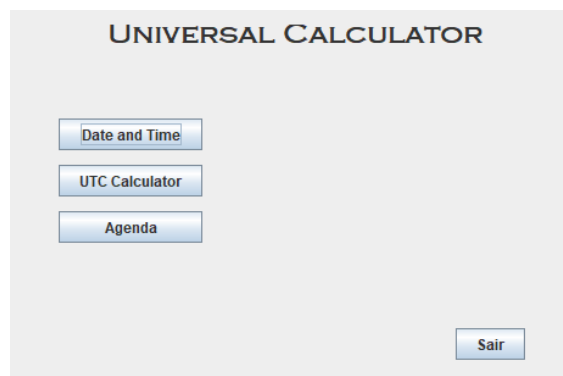 Universal Calculator
Date and Time
UTC Calculator
Agenda
Sair